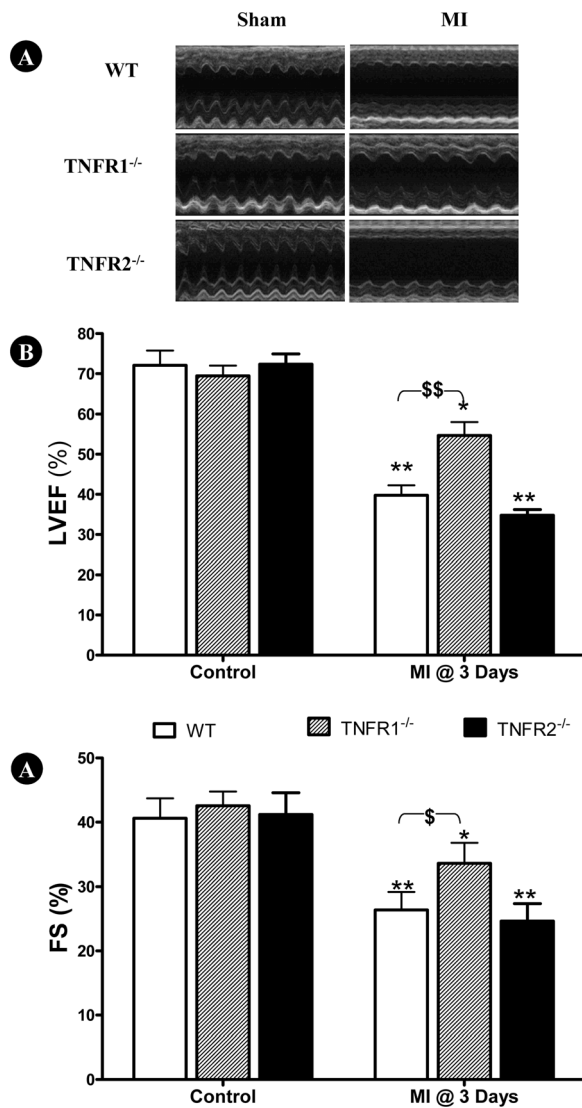 Sham MI
A
WT
TNFR1-/-
TNFR2-/-
B
80
70
60
50
40
30
20
10
0
LVEF (%)
**
$$
*
**
Control MI @ 3 Days
WT TNFR1-/- TNFR2-/-
A
50
40
30
20
10
0
FS (%)
**
$
*
**
Control MI @ 3 Days